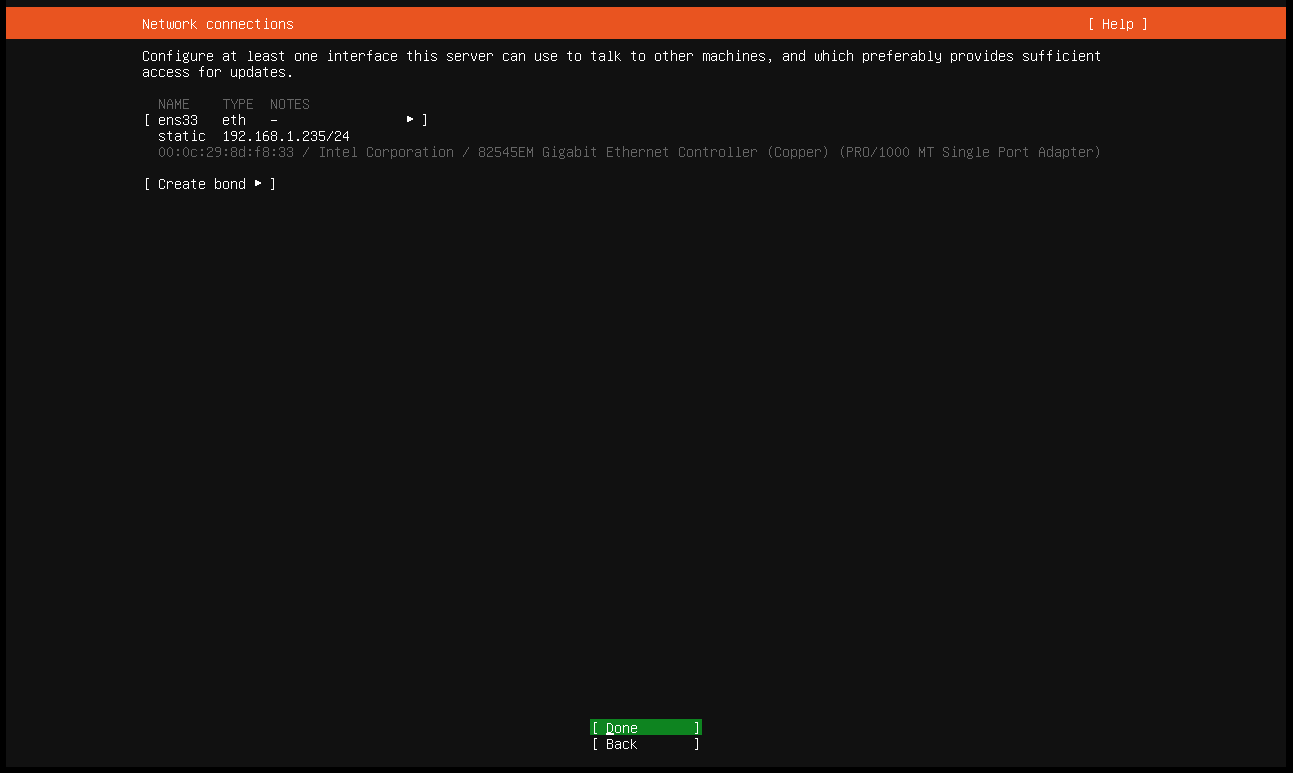 Network connections [ Help ]
Configure at least one interface this server can use to talk to other machines, and which preferably provides sufficient
access for updates.
NAME TYPE NOTES
[ ens33 eth – ▸ ]
static 192.168.1.235/24
00:0c:29:8d:f8:33 / Intel Corporation / 82545EM Gigabit Ethernet Controller (Copper) (PRO/1000 MT Single Port Adapter)
[ Create bond ▸ ]
[ Done ]
[ Back ]